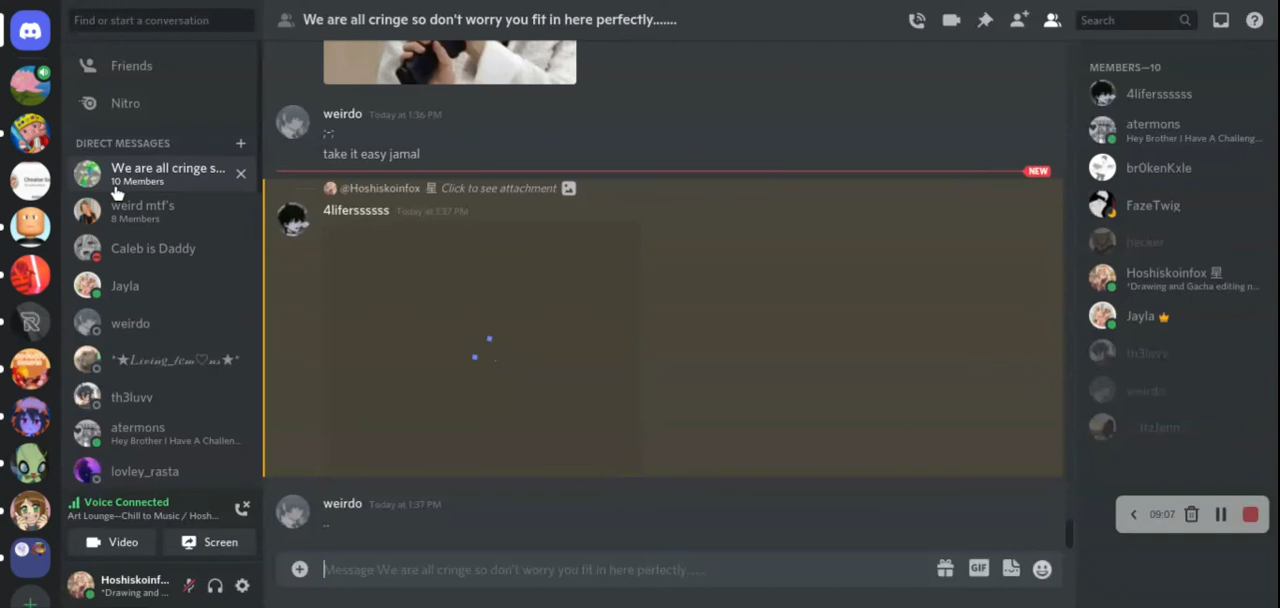 Find or start a conversation
We are all cringe so don't worry you fit in here perfectly.......
Search
Friends
Nitro
DIRECT MESSAGES
We are all cringe s...
10 Members
weird mtf's
8 Members
Caleb is Daddy
Jayla
weirdo
th3luvv
atermons
Hey Brother I Have A Challen...
lovley_rasta
Voice Connected
Art Lounge—Chill to Music / Hosh...
Video
Screen
Hoshiskoinf...
*Drawing and ...
weirdo Today at 1:36 PM
;-;
take it easy jamal
NEW
@Hoshiskoinfox 星 Click to see attachment
4liferssssss Today at 1:37 PM
weirdo Today at 1:37 PM
..
Message We are all cringe so don't worry you fit in here perfectly.......
GIF
MEMBERS—10
4liferssssss
atermons
Hey Brother I Have A Challeng...
br0kenKxle
FazeTwig
hecker
Hoshiskoinfox 星
*Drawing and Gacha editing n...
Jayla
th3luvv
weirdo
09:07